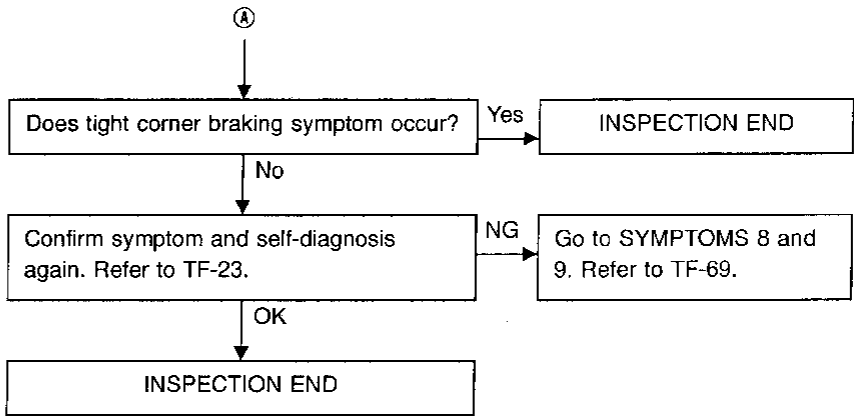 Ⓐ
Does tight corner braking symptom occur?
Yes
INSPECTION END
No
Confirm symptom and self-diagnosis
again. Refer to TF-23.
NG
Go to SYMPTOMS 8 and
9. Refer to TF-69.
OK
INSPECTION END